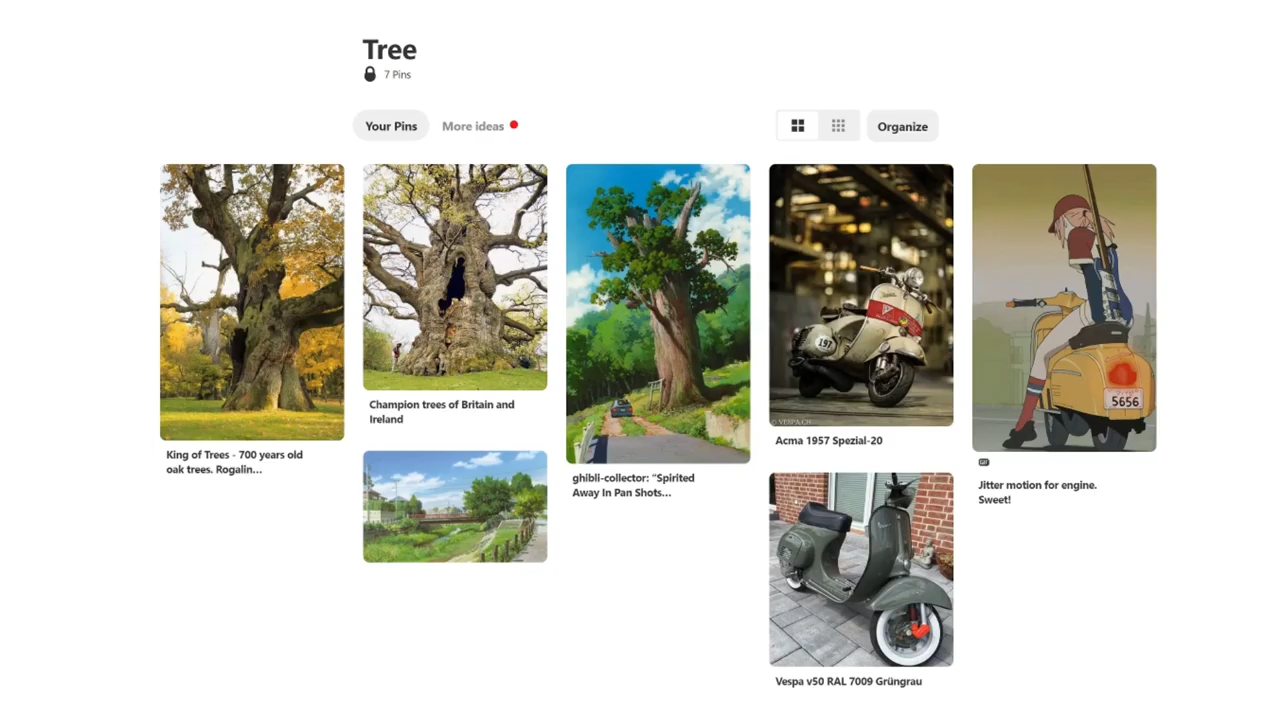 Tree
7 Pins
Your Pins
More ideas
Organize
King of Trees - 700 years old
oak trees. Rogalin...
Champion trees of Britain and
Ireland
ghibli-collector: “Spirited
Away In Pan Shots...
197
© VESPA.CH
Acma 1957 Spezial-20
Vespa v50 RAL 7009 Grüngrau
5656
GIF
Jitter motion for engine.
Sweet!